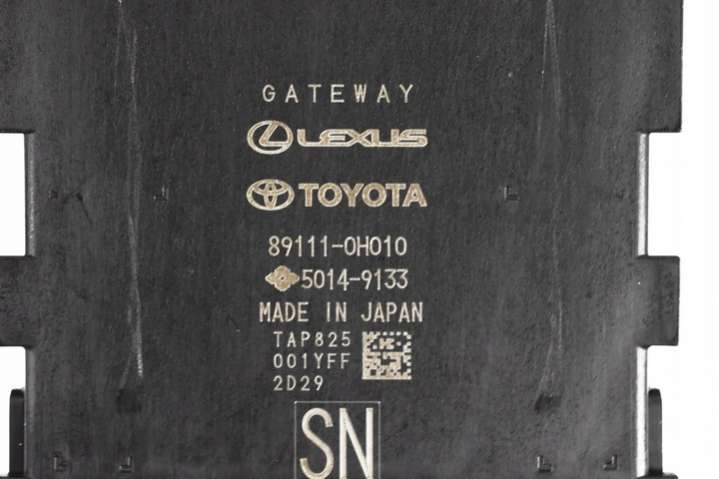 GATEWAY
LEXUS
TOYOTA
89111-0H010
5014-9133
MADE IN JAPAN
TAP825
001YFF
2D29
SN